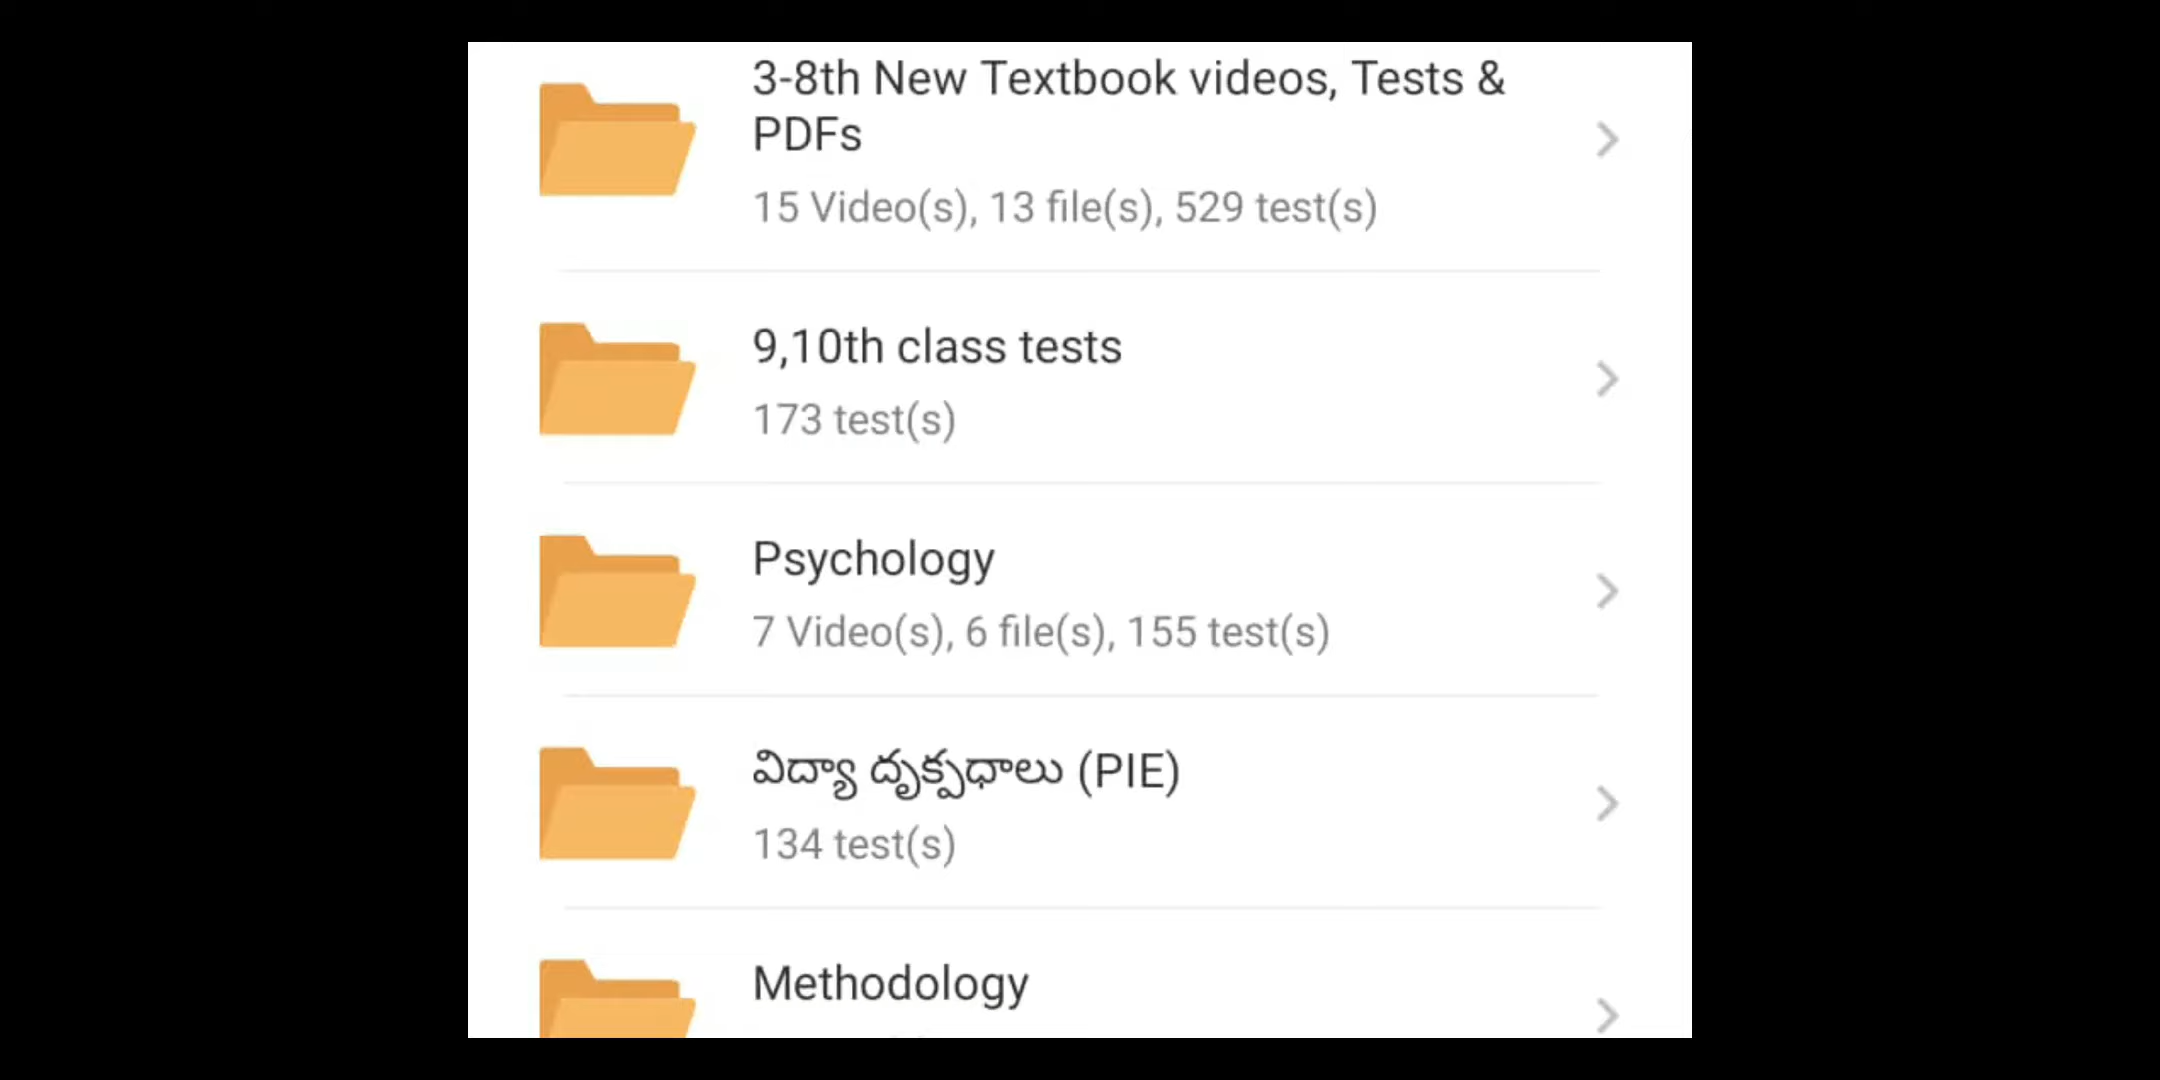 3-8th New Textbook videos, Tests &
PDFs
15 Video(s), 13 file(s), 529 test(s)
9,10th class tests
173 test(s)
Psychology
7 Video(s), 6 file(s), 155 test(s)
విద్యా దృక్పధాలు (PIE)
134 test(s)
Methodology